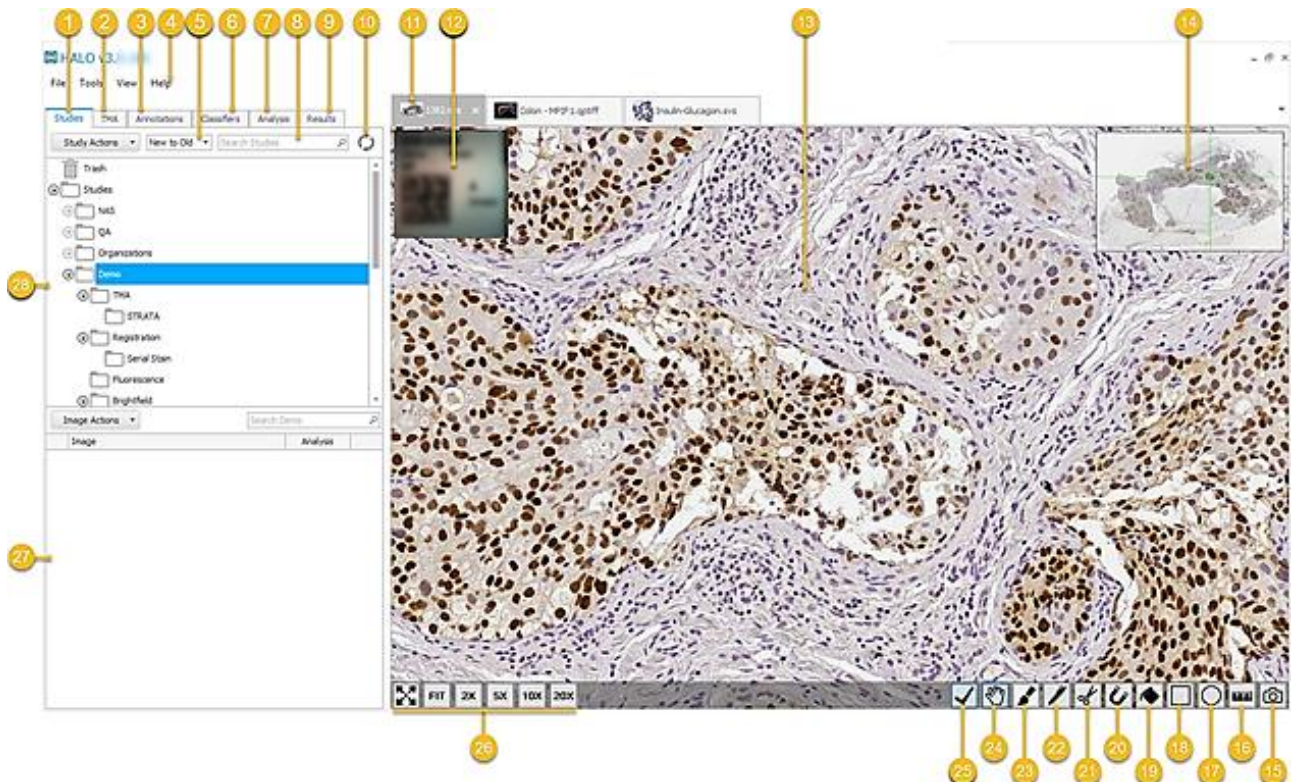 1 2 3 4 5 6 7 8 9 10 11 12 13 14
HALO v3.
File Tools View Help
Studies TMA Annotations Classifiers Analysis Results
Colon - MPIF1.qptiff Insulin-Glucagon.svs
Study Actions New to Old Search Studies
Trash
Studies
NAS
QA
Organizations
Demo
28
TMA
STRATA
Registration
Serial Stain
Fluorescence
Brightfield
Image Actions Search Demo
Image Analysis
27
FIT 2X 5X 10X 20X
26 25 24 23 22 21 20 19 18 17 16 15